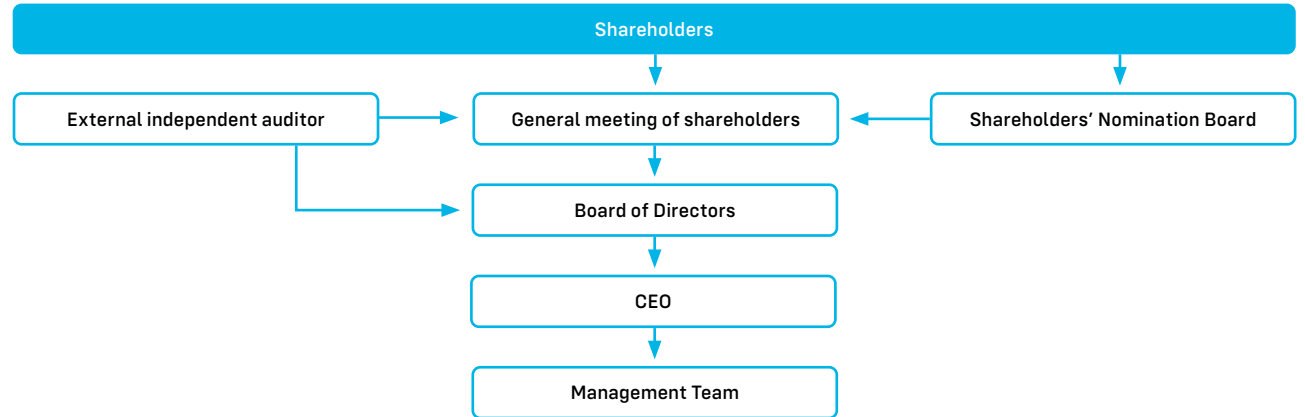 Shareholders
External independent auditor
General meeting of shareholders
Shareholders’ Nomination Board
Board of Directors
CEO
Management Team